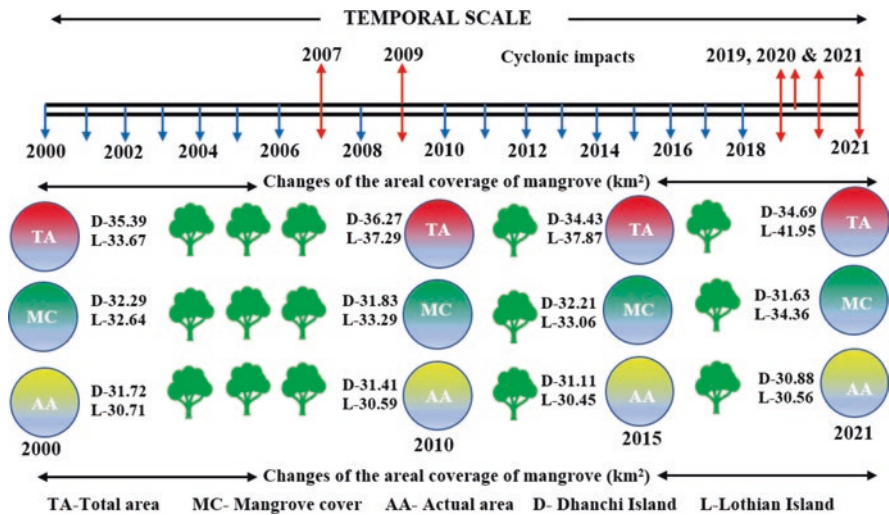 TEMPORAL SCALE
2007 2009 Cyclonic impacts 2019, 2020 & 2021
2000 2002 2004 2006 2008 2010 2012 2014 2016 2018 2021
Changes of the areal coverage of mangrove (km²)
TA D-35.39 D-36.27 TA D-34.43 TA D-34.69 TA
L-33.67 L-37.29 L-37.87 L-41.95
MC D-32.29 D-31.83 MC D-32.21 MC D-31.63 MC
L-32.64 L-33.29 L-33.06 L-34.36
AA D-31.72 D-31.41 AA D-31.11 AA D-30.88 AA
L-30.71 L-30.59 L-30.45 L-30.56
2000 2010 2015 2021
Changes of the areal coverage of mangrove (km²)
TA-Total area MC- Mangrove cover AA- Actual area D- Dhanchi Island L-Lothian Island